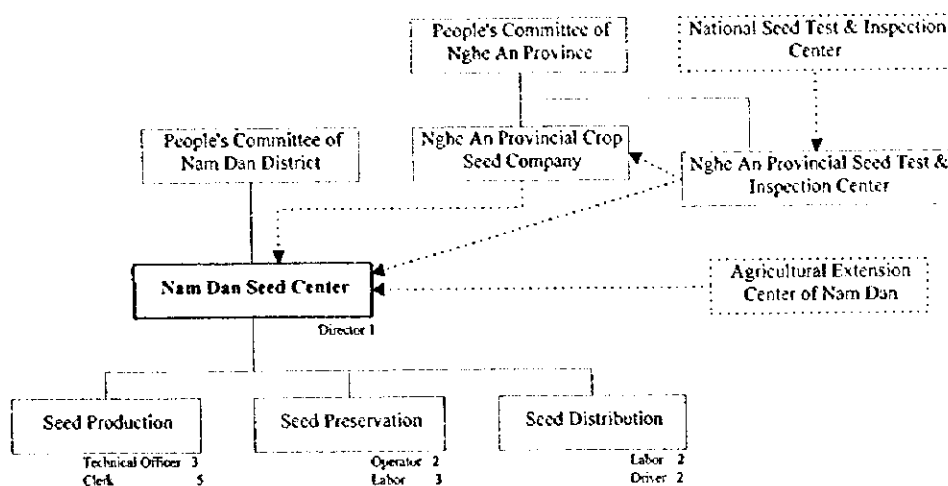 People's Committee of
Nghe An Province
National Seed Test & Inspection
Center
People's Committee of
Nam Dan District
Nghe An Provincial Crop
Seed Company
Nghe An Provincial Seed Test &
Inspection Center
Nam Dan Seed Center
Director 1
Agricultural Extension
Center of Nam Dan
Seed Production
Seed Preservation
Seed Distribution
Technical Officer 3
Clerk 5
Operator 2
Labor 3
Labor 2
Driver 2